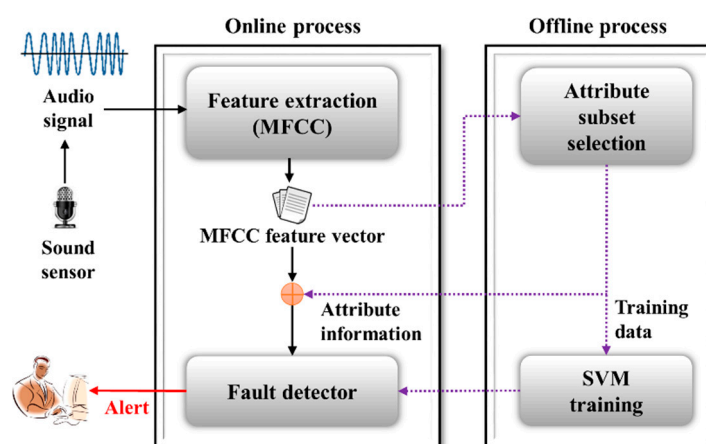 Online process
Offline process
Audio
signal
Sound
sensor
Feature extraction
(MFCC)
MFCC feature vector
Attribute
information
Fault detector
Alert
Attribute
subset
selection
Training
data
SVM
training